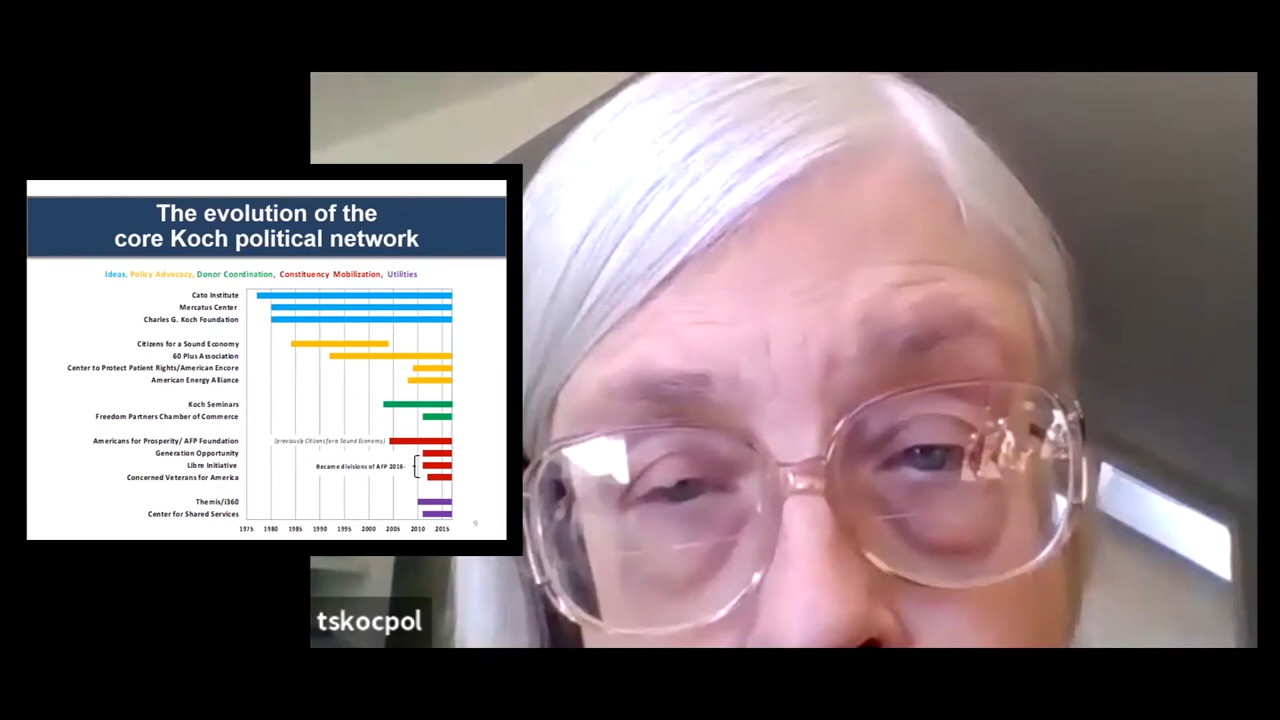 The evolution of the
core Koch political network
Ideas, Policy Advocacy, Donor Coordination, Constituency Mobilization, Utilities
Cato Institute
Mercatus Center
Charles G. Koch Foundation
Citizens for a Sound Economy
60 Plus Association
Center to Protect Patient Rights/American Encore
American Energy Alliance
Koch Seminars
Freedom Partners Chamber of Commerce
Americans for Prosperity/ AFP Foundation (previously Citizens for a Sound Economy)
Generation Opportunity
Libre Initiative Became divisions of AFP 2016-
Concerned Veterans for America
Themis/i360
Center for Shared Services
1975 1980 1985 1990 1995 2000 2005 2010 2015
9
tskocpol